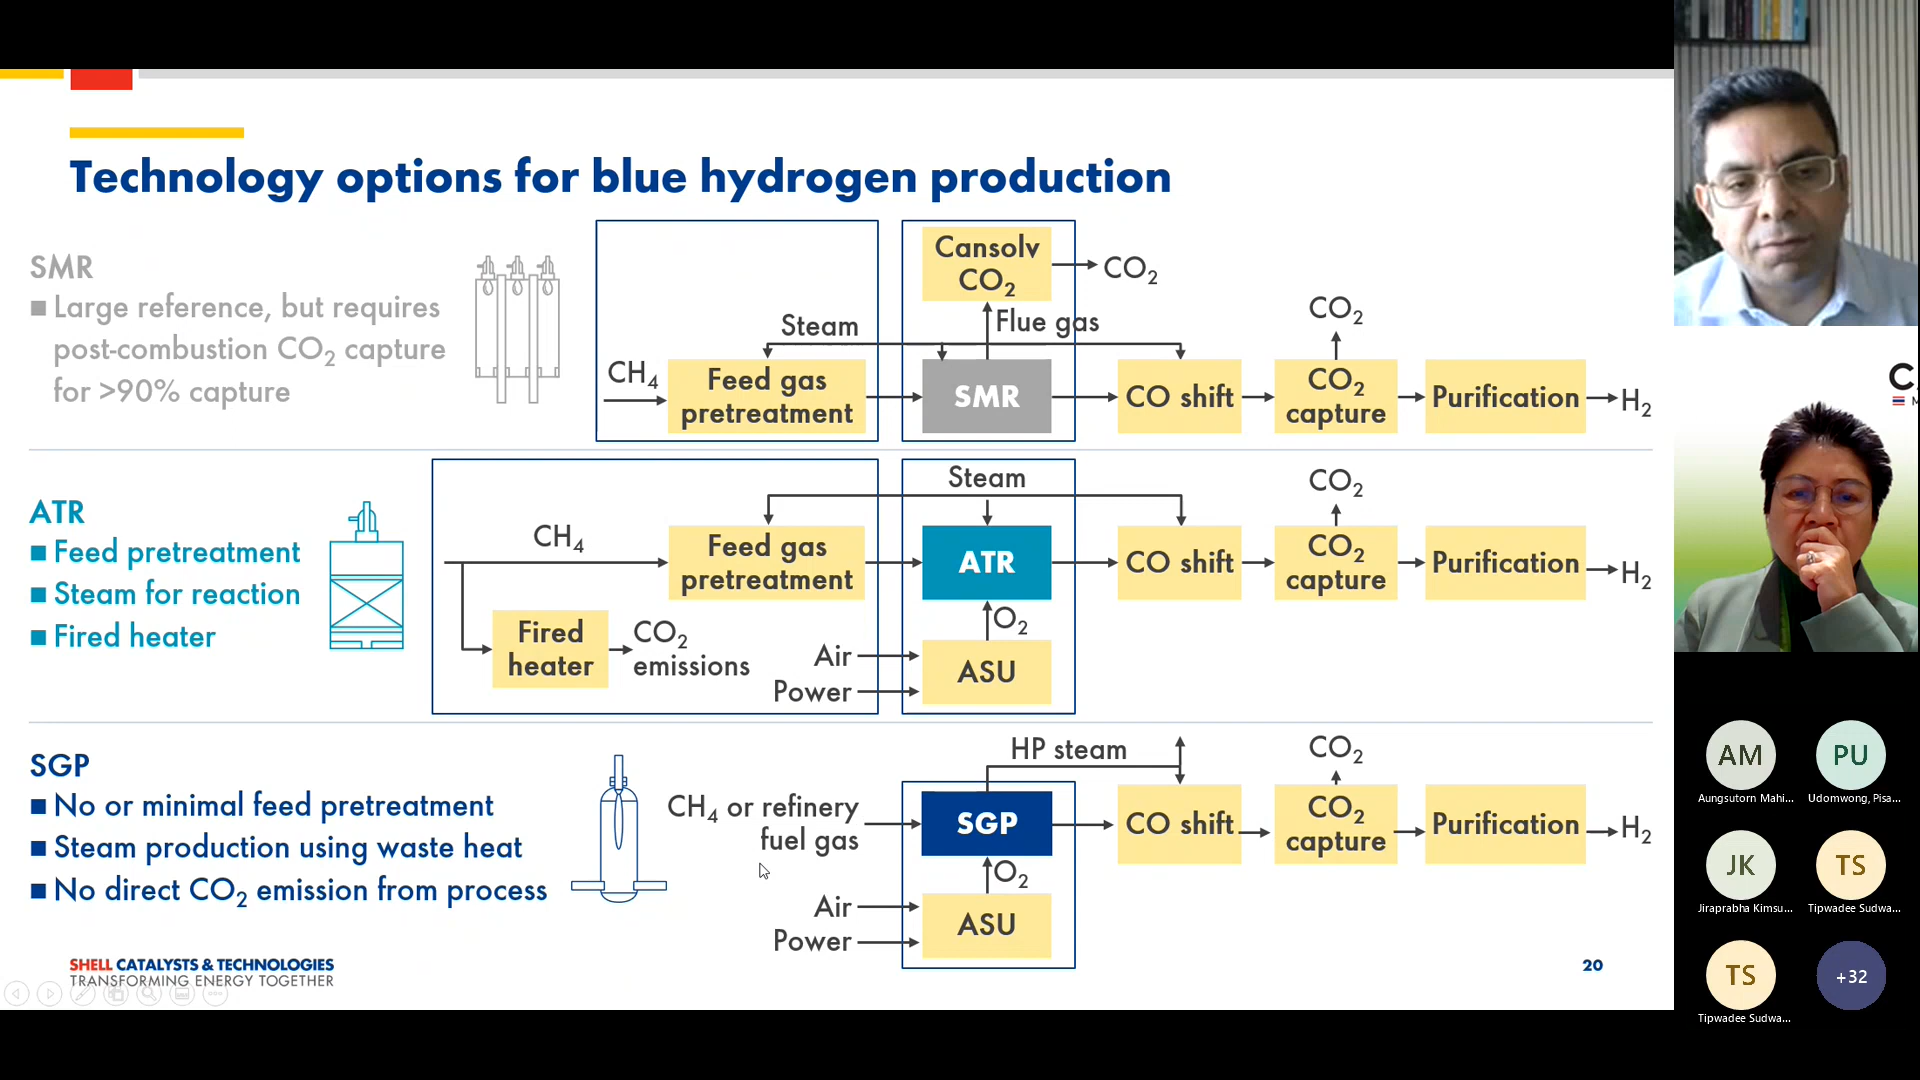 Technology options for blue hydrogen production
SMR
■ Large reference, but requires
post-combustion CO2 capture
for >90% capture
Cansolv
CO2
CO2
Steam
Flue gas
CO2
CH4
Feed gas
pretreatment
SMR
CO shift
CO2
capture
Purification
H2
ATR
■ Feed pretreatment
■ Steam for reaction
■ Fired heater
Steam
CO2
CH4
Feed gas
pretreatment
ATR
CO shift
CO2
capture
Purification
H2
O2
Fired
heater
CO2
emissions
Air
Power
ASU
SGP
■ No or minimal feed pretreatment
■ Steam production using waste heat
■ No direct CO2 emission from process
HP steam
CO2
CH4 or refinery
fuel gas
SGP
CO shift
CO2
capture
Purification
H2
O2
Air
Power
ASU
SHELL CATALYSTS & TECHNOLOGIES
TRANSFORMING ENERGY TOGETHER
20
C
AM
Aungsutorn Mahi...
PU
Udomwong, Pisa...
JK
Jiraprabha Kimsu...
TS
Tipwadee Sudwa...
TS
Tipwadee Sudwa...
+32